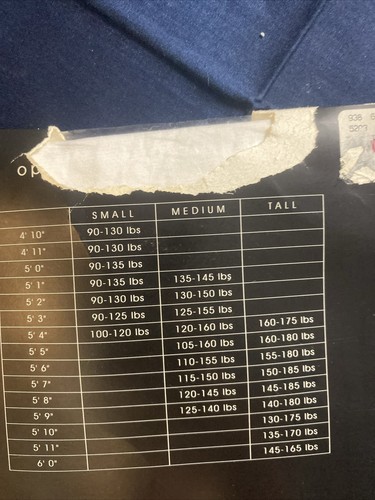 op
SMALL MEDIUM TALL
4' 10" 90-130 lbs
4' 11" 90-130 lbs
5' 0" 90-135 lbs
5' 1" 90-135 lbs 135-145 lbs
5' 2" 90-130 lbs 130-150 lbs
5' 3" 90-125 lbs 125-155 lbs
5' 4" 100-120 lbs 120-160 lbs 160-175 lbs
5' 5" 105-160 lbs 160-180 lbs
5' 6" 110-155 lbs 155-180 lbs
5' 7" 115-150 lbs 150-185 lbs
5' 8" 120-145 lbs 145-185 lbs
5' 9" 125-140 lbs 140-180 lbs
5' 10" 130-175 lbs
5' 11" 135-170 lbs
6' 0" 145-165 lbs